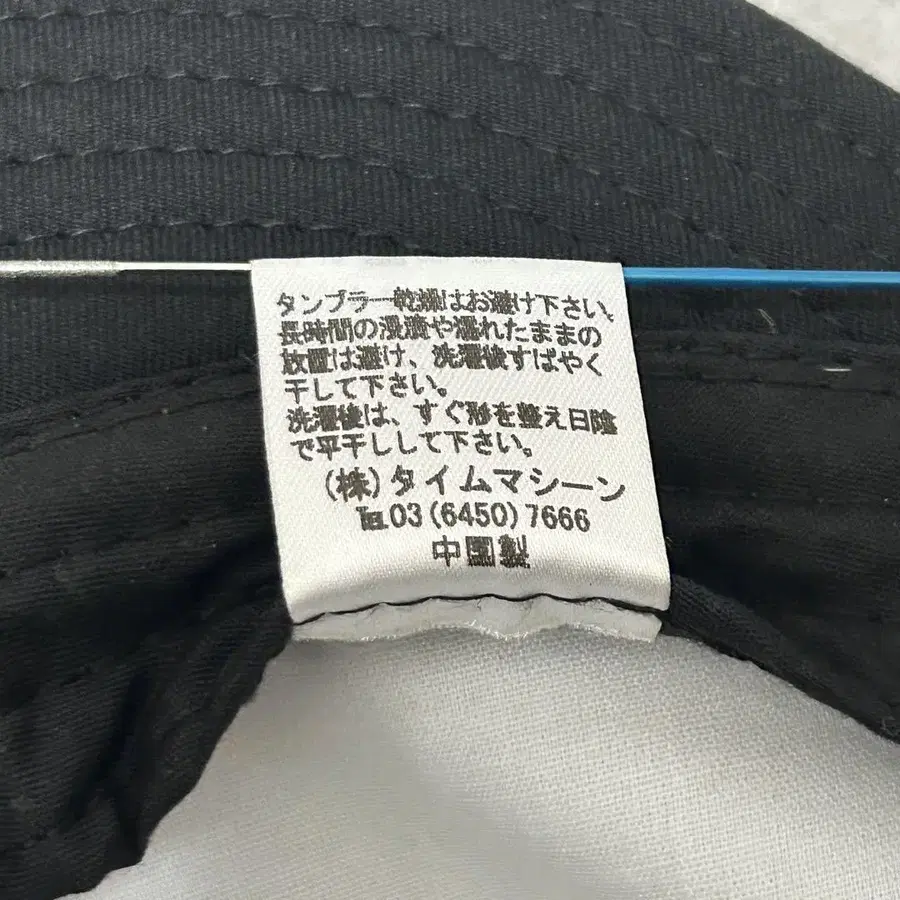 タンブラー乾燥はお避け下さい。
長時間の浸漬や濡れたままの
放置は避け、洗濯後すばやく
干して下さい。
洗濯後は、すぐ形を整え日陰
で平干しして下さい。
(株)タイムマシーン
℡03(6450)7666
中国製